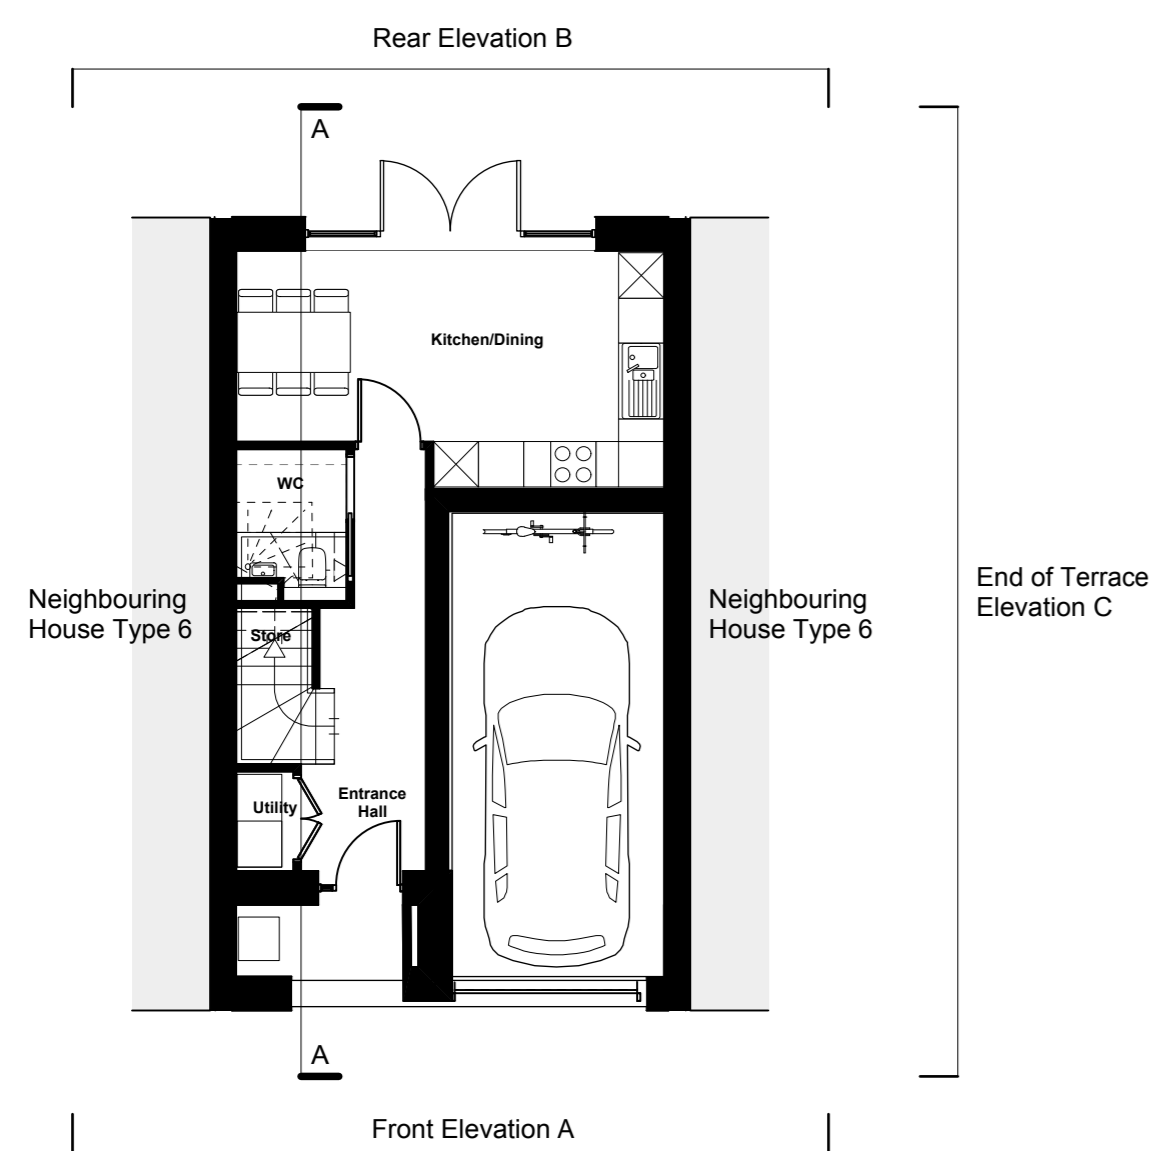 Rear Elevation B
A
Kitchen/Dining
WC
Neighbouring
House Type 6
Store
Neighbouring
House Type 6
End of Terrace
Elevation C
Utility
Entrance
Hall
A
Front Elevation A